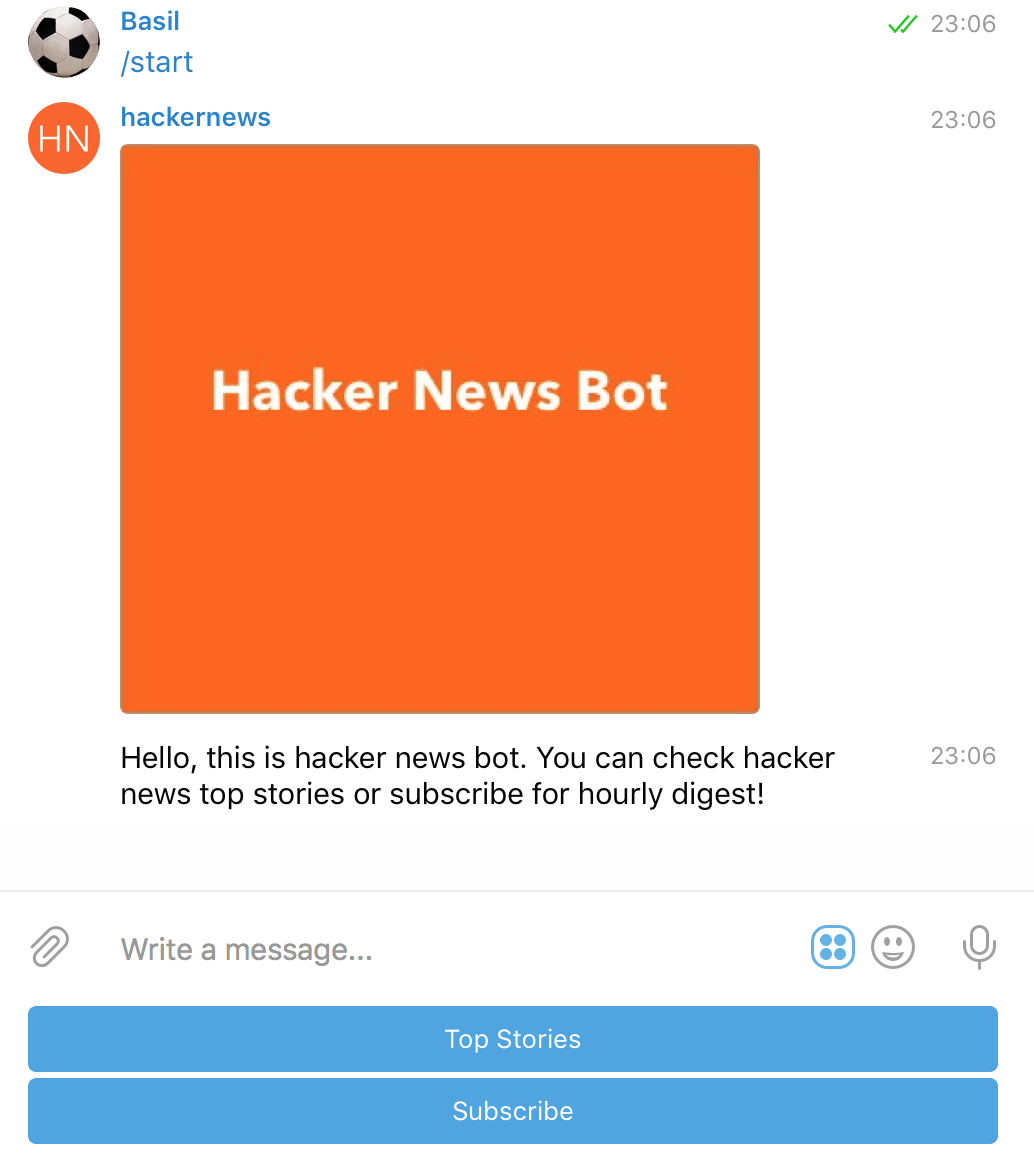 Basil
23:06
/start
HN
hackernews
23:06
Hacker News Bot
Hello, this is hacker news bot. You can check hacker
23:06
news top stories or subscribe for hourly digest!
Write a message...
Top Stories
Subscribe